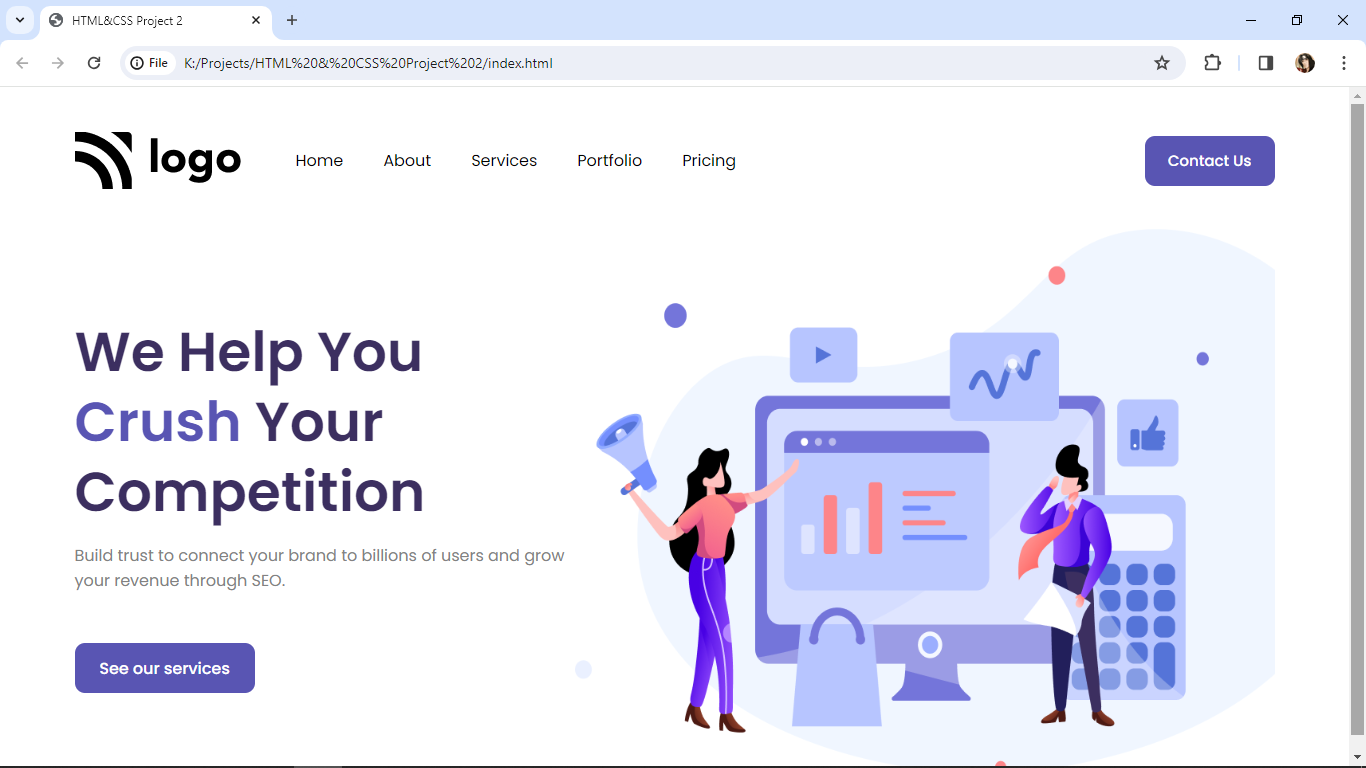 HTML&CSS Project 2
File K:/Projects/HTML%20&%20CSS%20Project%202/index.html
logo Home About Services Portfolio Pricing Contact Us
We Help You
Crush Your
Competition
Build trust to connect your brand to billions of users and grow
your revenue through SEO.
See our services